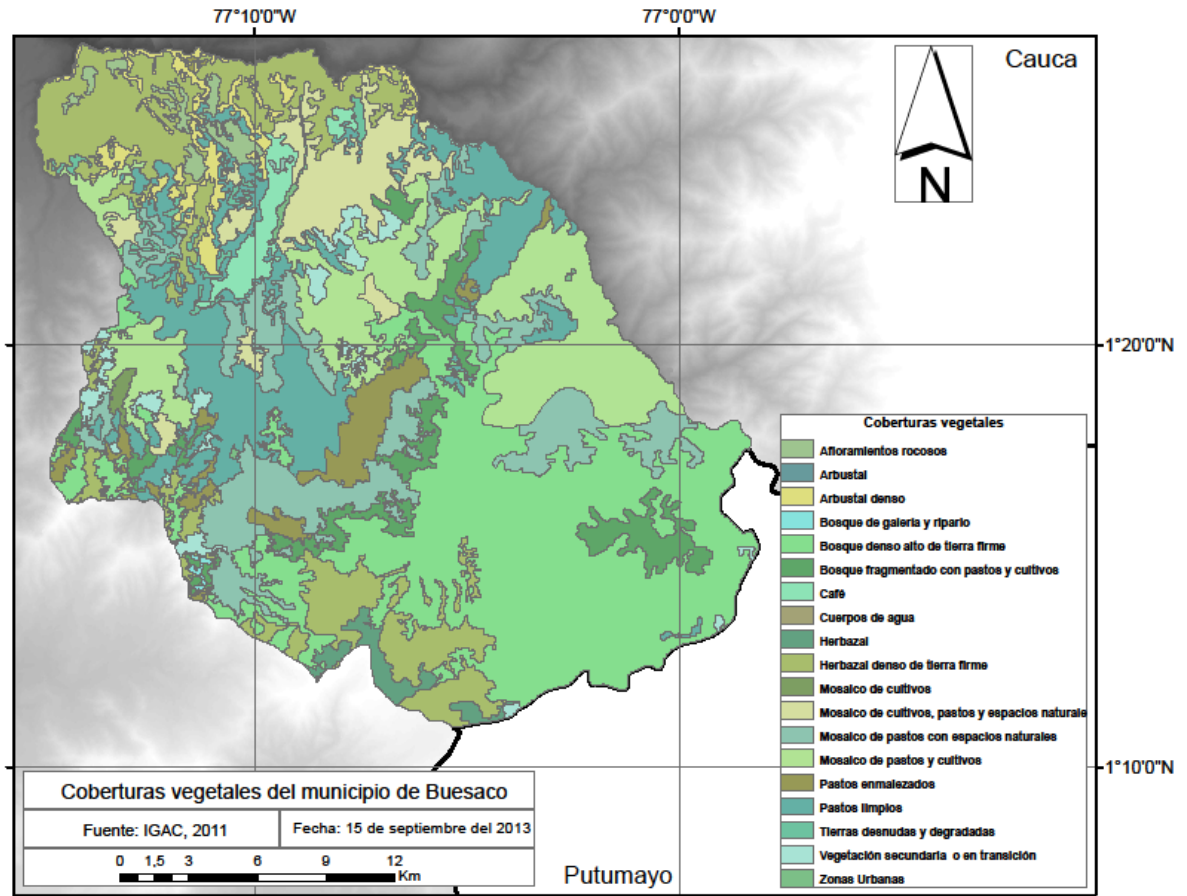 77°10'0"W
77°0'0"W
Cauca
N
1°20'0"N
Coberturas vegetales
Afloramientos rocosos
Arbustal
Arbustal denso
Bosque de galeria y ripario
Bosque denso alto de tierra firme
Bosque fragmentado con pastos y cultivos
Café
Cuerpos de agua
Herbazal
Herbazal denso de tierra firme
Mosaico de cultivos
Mosaico de cultivos, pastos y espacios naturale
Mosaico de pastos con espacios naturales
Mosaico de pastos y cultivos
Pastos enmalezados
Pastos limpios
Tierras desnudas y degradadas
Vegetación secundaria o en transición
Zonas Urbanas
1°10'0"N
Coberturas vegetales del municipio de Buesaco
Fuente: IGAC, 2011
Fecha: 15 de septiembre del 2013
0 1,5 3 6 9 12
Km
Putumayo